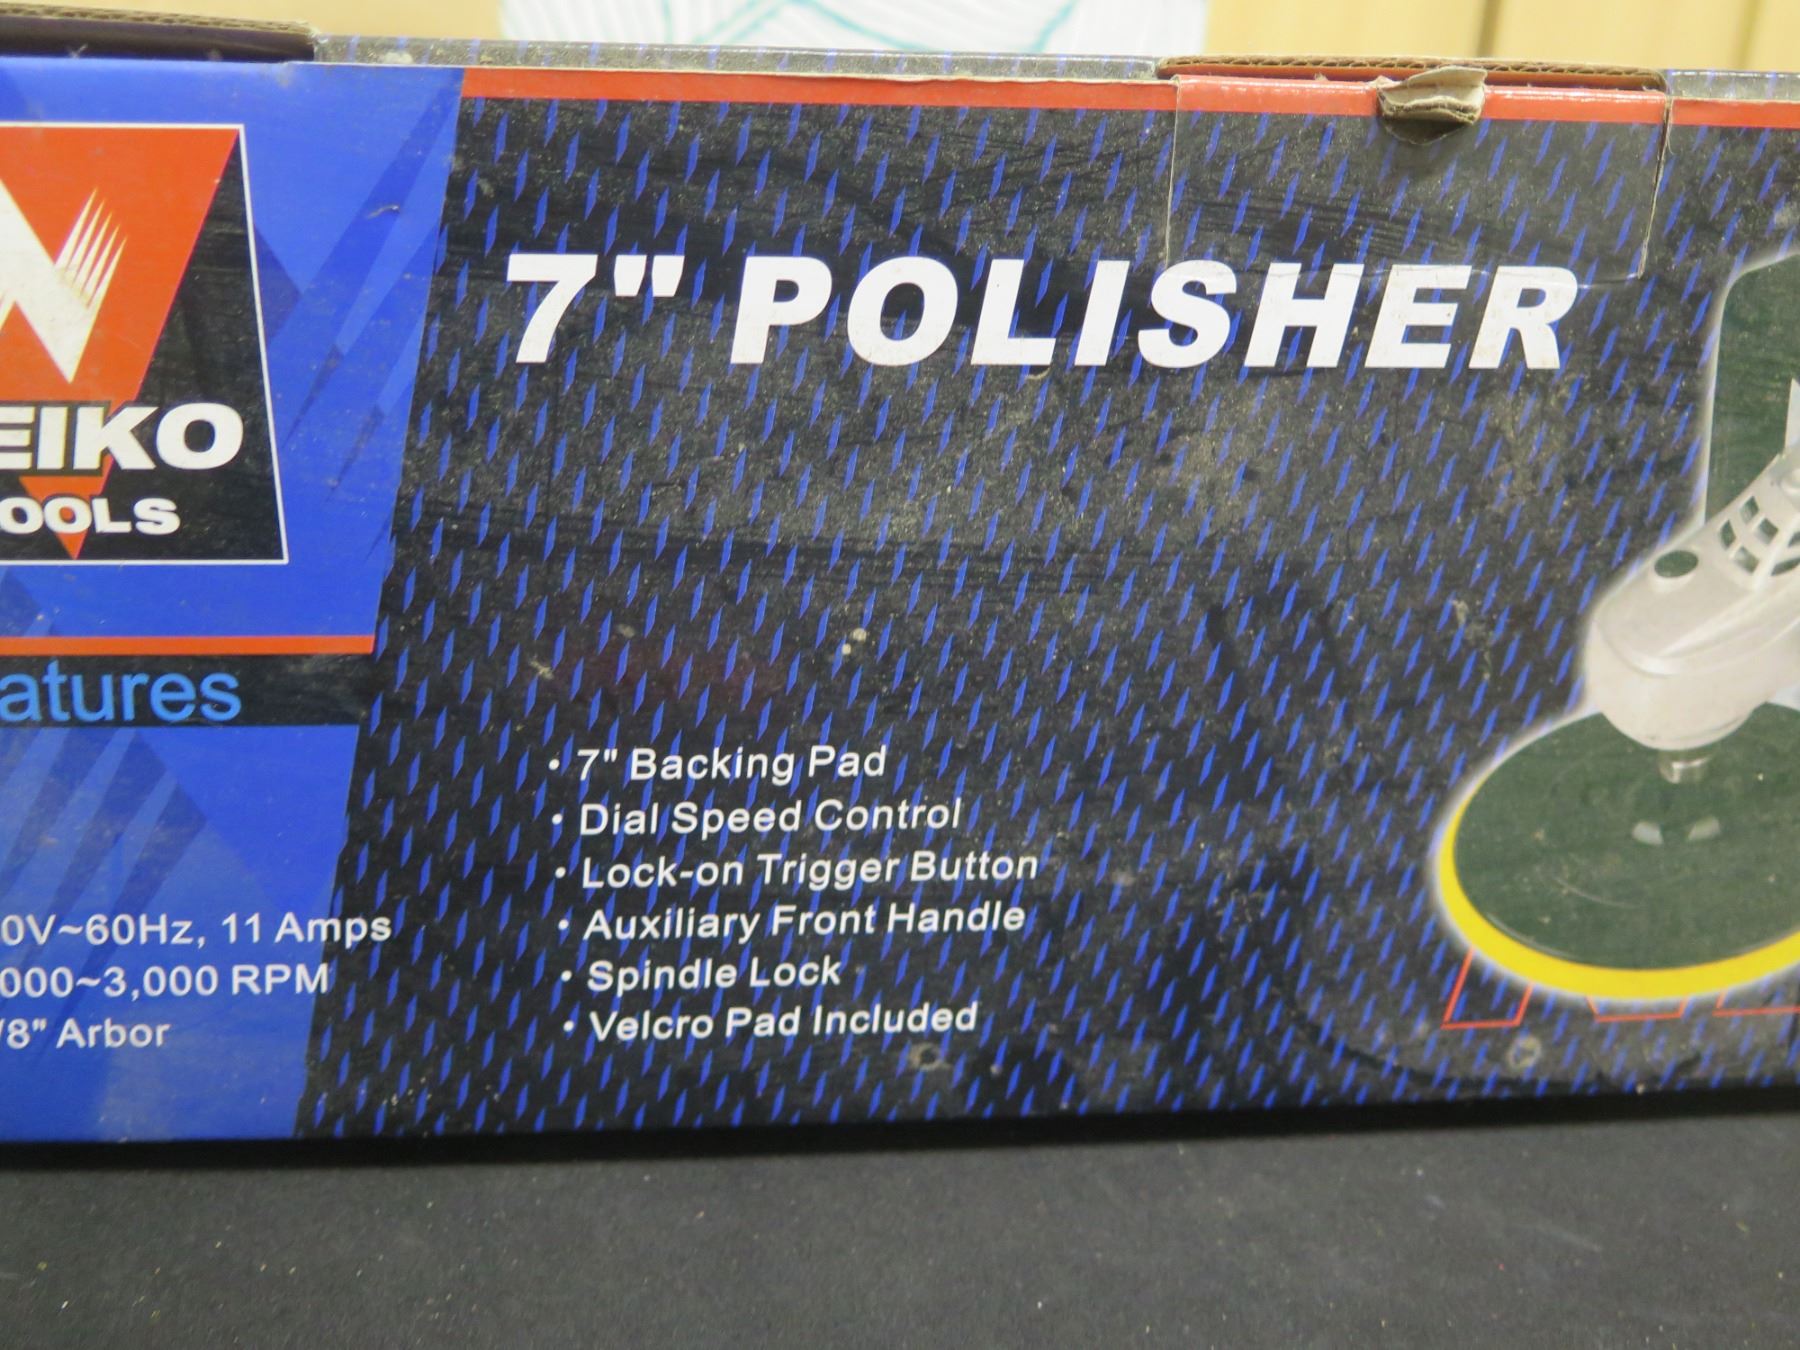 EIKO
OOLS
7" POLISHER
atures
0V~60Hz, 11 Amps
000~3,000 RPM
/8" Arbor
· 7" Backing Pad
· Dial Speed Control
· Lock-on Trigger Button
· Auxiliary Front Handle
· Spindle Lock
· Velcro Pad Included